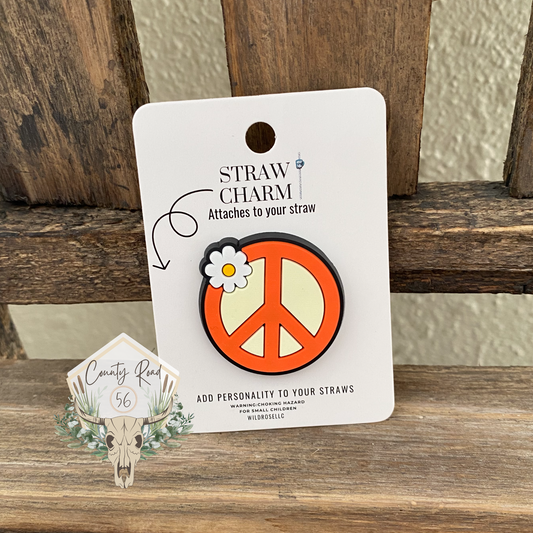 STRAW
CHARM
Attaches to your straw
ADD PERSONALITY TO YOUR STRAWS
WARNING:CHOKING HAZARD
FOR SMALL CHILDREN
WILDROSELLC
County Road
56